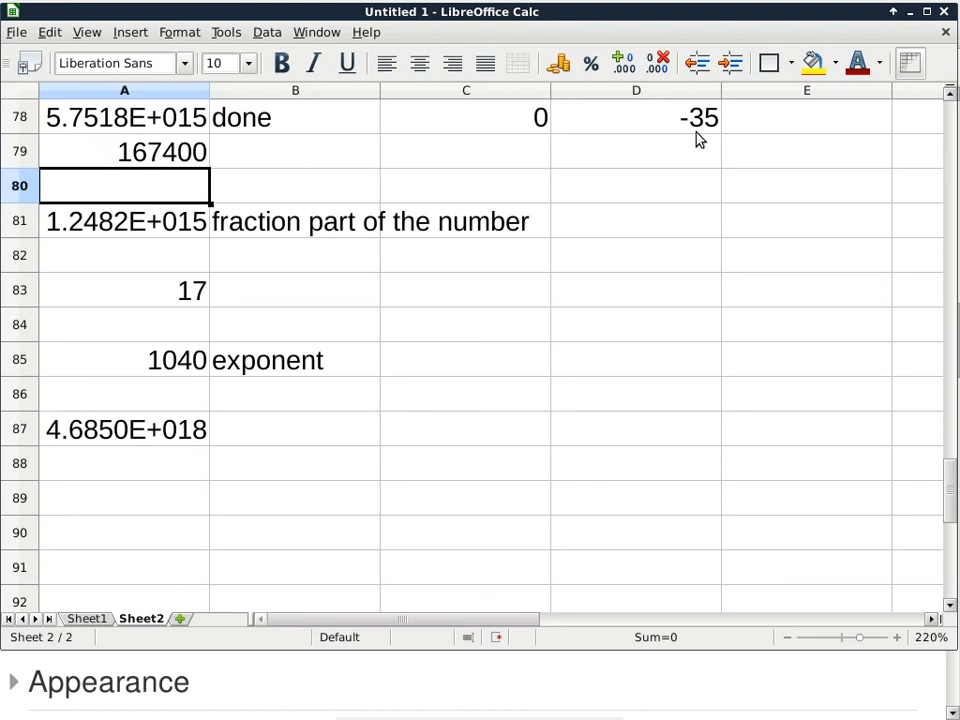 Untitled 1 - LibreOffice Calc
File Edit View Insert Format Tools Data Window Help
Liberation Sans 10 B I U % .000 .000 A
A B C D E
78 5.7518E+015 done 0 -35
79 167400
80
81 1.2482E+015 fraction part of the number
82
83 17
84
85 1040 exponent
86
87 4.6850E+018
88
89
90
91
92
Sheet1 Sheet2
Sheet 2 / 2 Default Sum=0 220%
Appearance